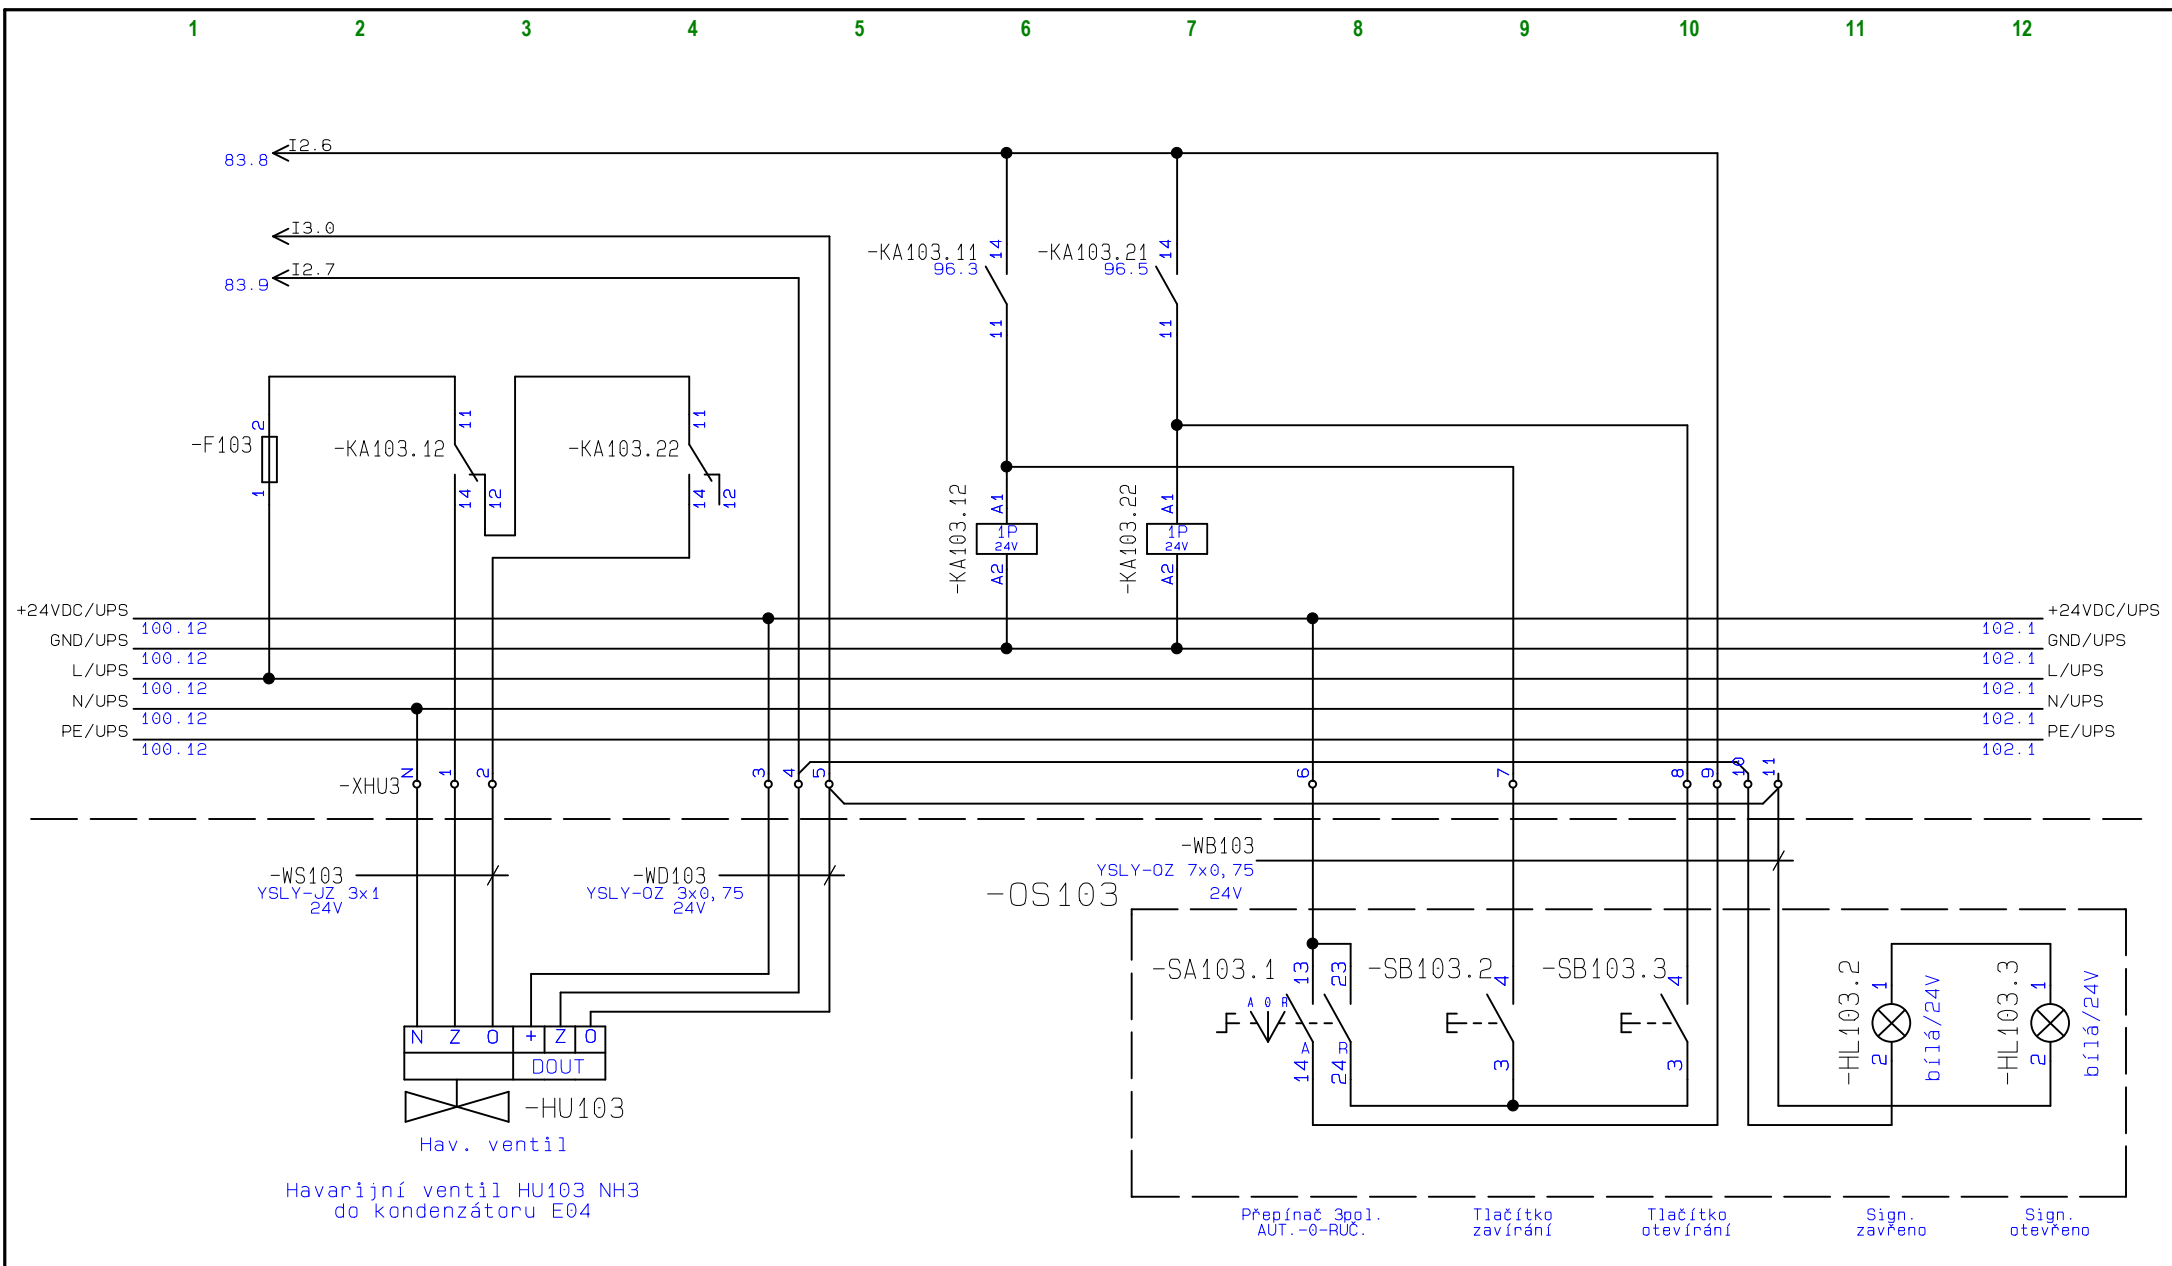 1 2 3 4 5 6 7 8 9 10 11 12
I2.6
83.8
I3.0
I2.7
83.9
-KA103.11
96.3
14
11
-KA103.21
96.5
14
11
-F103
2
1
-KA103.12
11
14
12
-KA103.22
11
14
12
-KA103.12
A1
1P
24V
A2
-KA103.22
A1
1P
24V
A2
+24VDC/UPS
100.12
GND/UPS
100.12
L/UPS
100.12
N/UPS
100.12
PE/UPS
100.12
+24VDC/UPS
102.1
GND/UPS
102.1
L/UPS
102.1
N/UPS
102.1
PE/UPS
102.1
-XHU3
N 1 2 3 4 5 6 7 8 9 10 11
-WS103
YSLY-JZ 3x1
24V
-WD103
YSLY-OZ 3x0,75
24V
-WB103
YSLY-OZ 7x0,75
24V
-OS103
-SA103.1
13
23
A 0 R
A
R
14
24
-SB103.2
4
3
-SB103.3
4
3
-HL103.2
1
2
bílá/24V
-HL103.3
1
2
bílá/24V
N Z O + Z O
DOUT
-HU103
Hav. ventil
Havarijní ventil HU103 NH3
do kondenzátoru E04
Přepínač 3pol.
AUT.-0-RUČ.
Tlačítko
zavírání
Tlačítko
otevírání
Sign.
zavřeno
Sign.
otevřeno